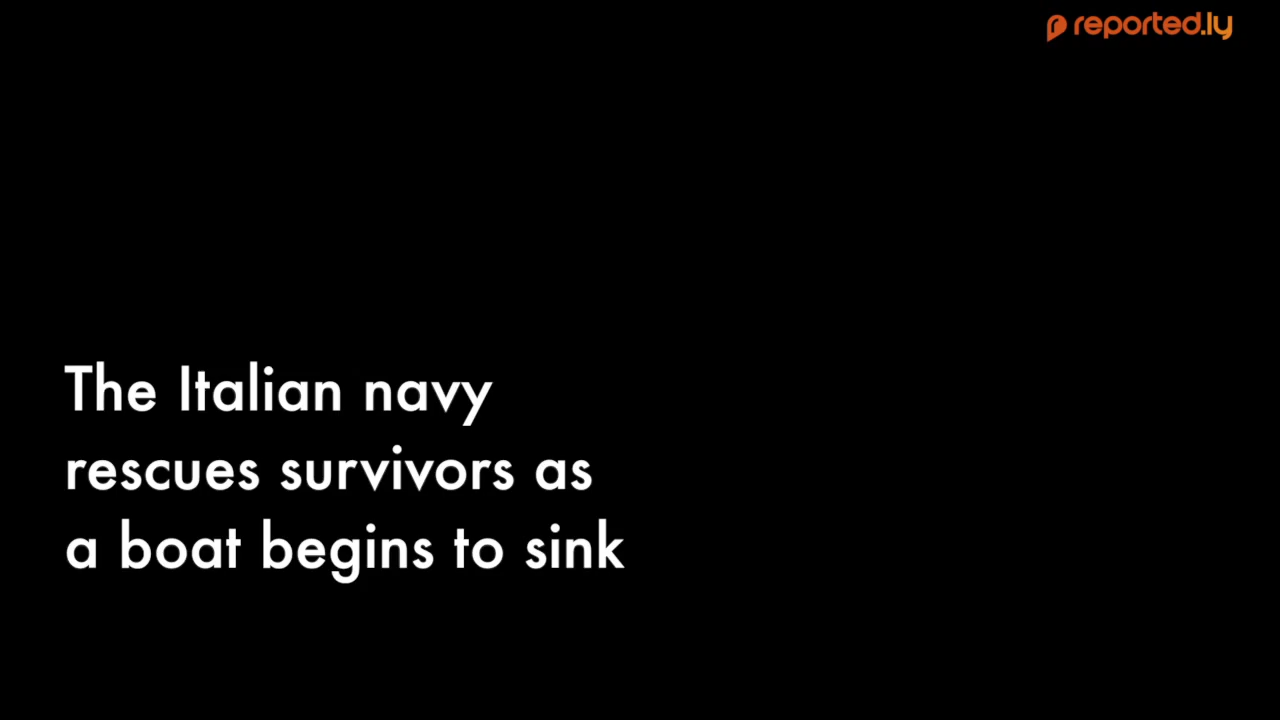 reported.ly
The Italian navy
rescues survivors as
a boat begins to sink